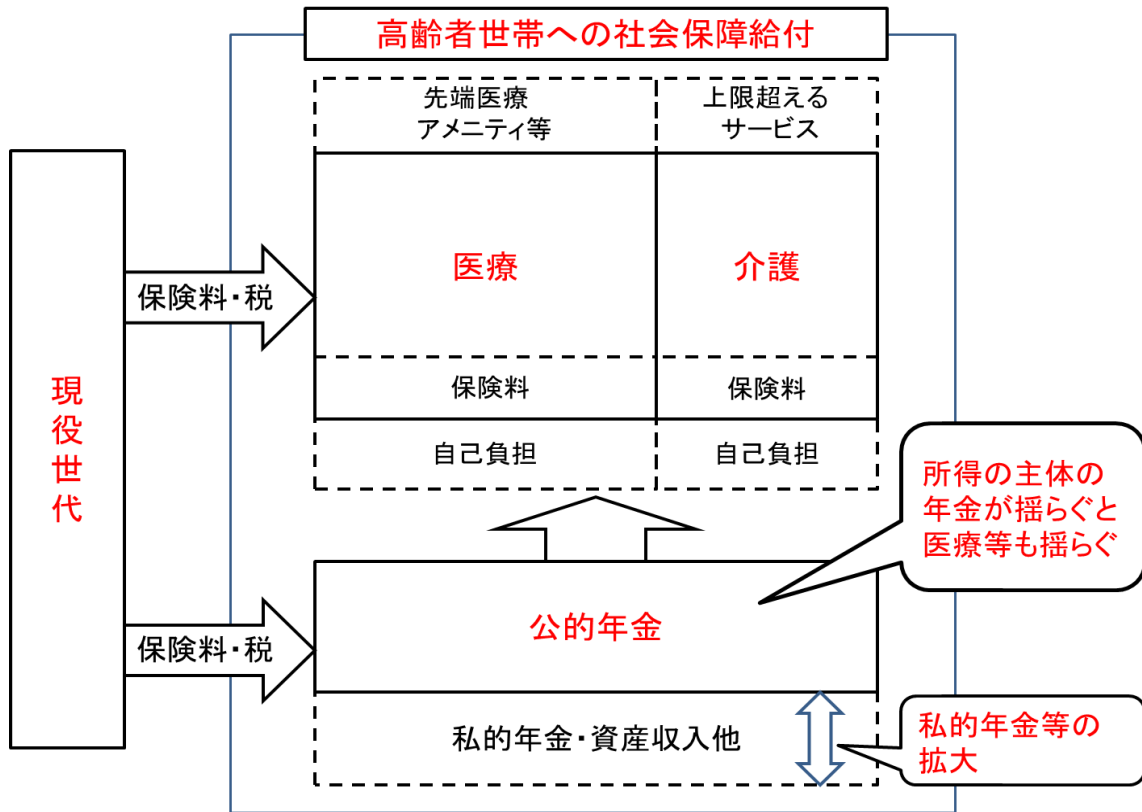 高齢者世帯への社会保障給付
先端医療
アメニティ等
上限超える
サービス
医療
介護
保険料・税
保険料
保険料
自己負担
自己負担
現役世代
所得の主体の
年金が揺らぐと
医療等も揺らぐ
公的年金
保険料・税
私的年金・資産収入他
私的年金等の
拡大